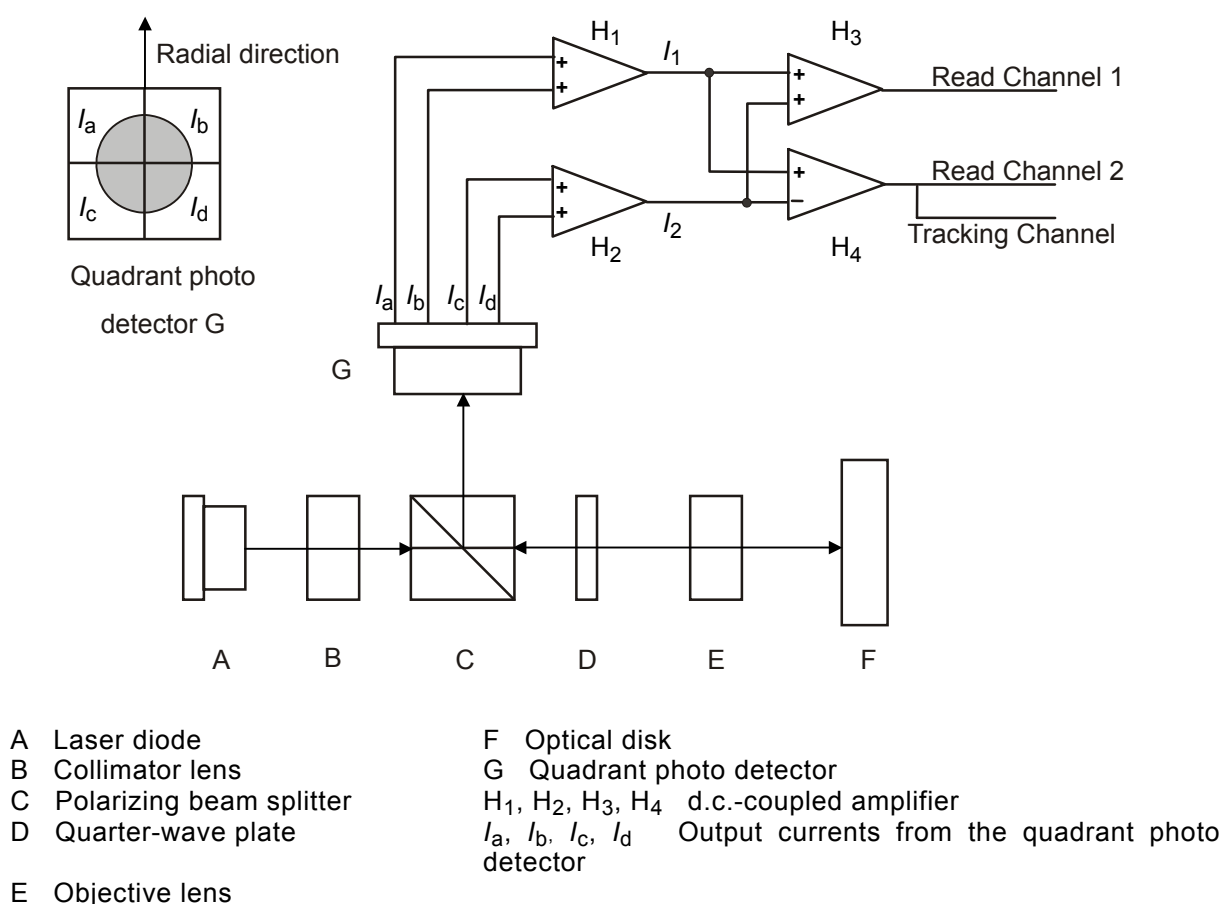 Radial direction
Ia Ib
Ic Id
Quadrant photo
detector G
H1 I1 H3
+ +
+ +
Read Channel 1
+ +
+ −
I2
H2 H4
Read Channel 2
Tracking Channel
Ia Ib Ic Id
G
A B C D E F
A Laser diode
B Collimator lens
C Polarizing beam splitter
D Quarter-wave plate
E Objective lens
F Optical disk
G Quadrant photo detector
H1, H2, H3, H4 d.c.-coupled amplifier
Ia, Ib, Ic, Id Output currents from the quadrant photo
detector